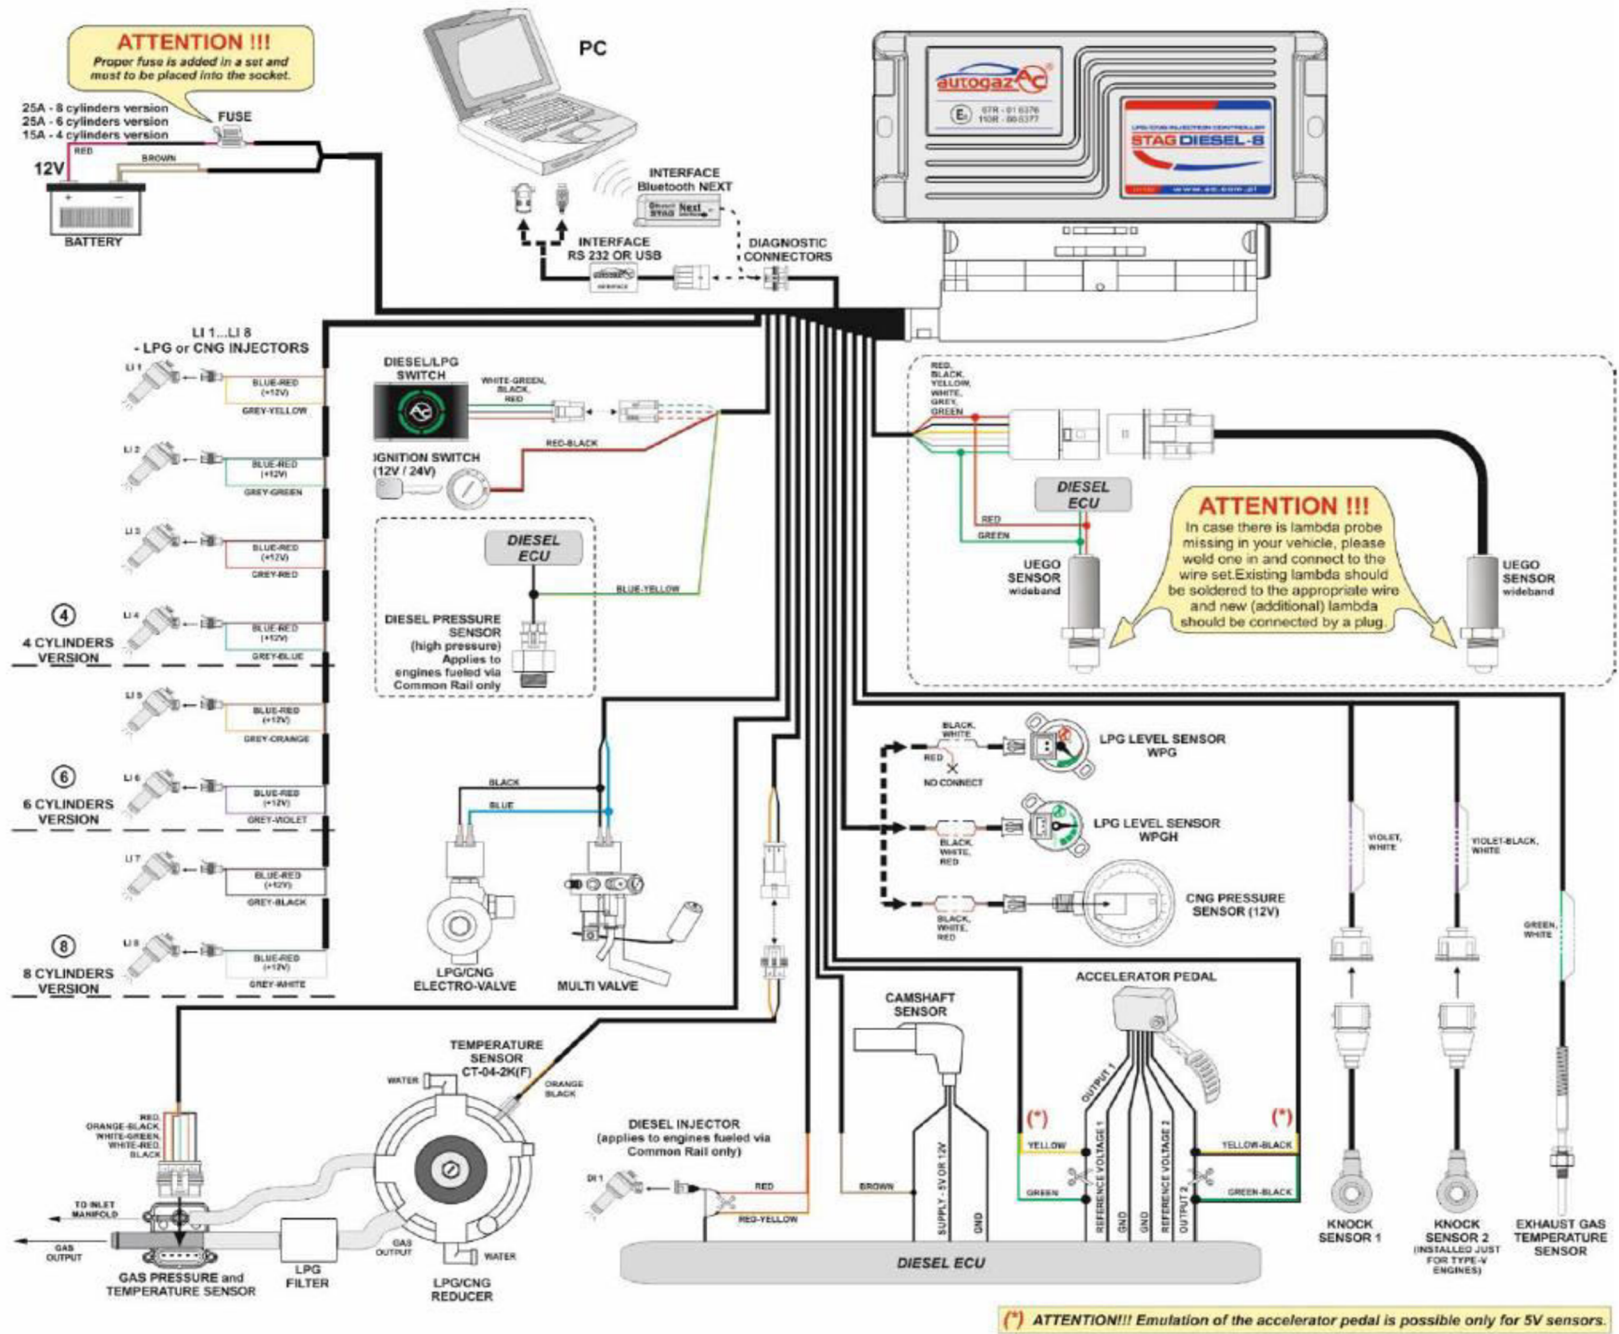 ATTENTION !!!
Proper fuse is added in a set and
must to be placed into the socket.
25A - 8 cylinders version
25A - 6 cylinders version
15A - 4 cylinders version
FUSE
RED
BROWN
12V
BATTERY
PC
INTERFACE
Bluetooth NEXT
Next
INTERFACE
RS 232 OR USB
DIAGNOSTIC
CONNECTORS
autogaz AC
67R - 01 6376
110R - 00 6377
LPG/CNG INJECTION CONTROLLER
STAG DIESEL-8
www.ac.com.pl
LI 1...LI 8
- LPG or CNG INJECTORS
LI 1
BLUE-RED
(+12V)
GREY-YELLOW
LI 2
BLUE-RED
(+12V)
GREY-GREEN
LI 3
BLUE-RED
(+12V)
GREY-RED
LI 4
BLUE-RED
(+12V)
GREY-BLUE
4
4 CYLINDERS
VERSION
LI 5
BLUE-RED
(+12V)
GREY-ORANGE
LI 6
BLUE-RED
(+12V)
GREY-VIOLET
6
6 CYLINDERS
VERSION
LI 7
BLUE-RED
(+12V)
GREY-BLACK
LI 8
BLUE-RED
(+12V)
GREY-WHITE
8
8 CYLINDERS
VERSION
DIESEL/LPG
SWITCH
AC
WHITE-GREEN,
BLACK,
RED
RED-BLACK
IGNITION SWITCH
(12V / 24V)
DIESEL
ECU
BLUE-YELLOW
DIESEL PRESSURE
SENSOR
(high pressure)
Applies to
engines fueled via
Common Rail only
RED,
BLACK,
YELLOW,
WHITE,
GREY,
GREEN
DIESEL
ECU
RED
GREEN
UEGO
SENSOR
wideband
ATTENTION !!!
In case there is lambda probe
missing in your vehicle, please
weld one in and connect to the
wire set.Existing lambda should
be soldered to the appropriate wire
and new (additional) lambda
should be connected by a plug.
UEGO
SENSOR
wideband
BLACK
BLUE
LPG/CNG
ELECTRO-VALVE
MULTI VALVE
BLACK,
WHITE
RED
NO CONNECT
LPG LEVEL SENSOR
WPG
BLACK,
WHITE,
RED
LPG LEVEL SENSOR
WPGH
BLACK,
WHITE,
RED
CNG PRESSURE
SENSOR (12V)
VIOLET,
WHITE
VIOLET-BLACK,
WHITE
GREEN,
WHITE
KNOCK
SENSOR 1
KNOCK
SENSOR 2
(INSTALLED JUST
FOR TYPE-V
ENGINES)
EXHAUST GAS
TEMPERATURE
SENSOR
TEMPERATURE
SENSOR
CT-04-2K(F)
ORANGE
BLACK
WATER
RED,
ORANGE-BLACK,
WHITE-GREEN,
WHITE-RED,
BLACK
TO INLET
MANIFOLD
GAS
OUTPUT
GAS PRESSURE and
TEMPERATURE SENSOR
LPG
FILTER
GAS
OUTPUT
WATER
LPG/CNG
REDUCER
DIESEL INJECTOR
(applies to engines fueled via
Common Rail only)
DI 1
RED
RED-YELLOW
CAMSHAFT
SENSOR
BROWN
SUPPLY - 5V OR 12V
GND
ACCELERATOR PEDAL
OUTPUT 1
(*)
YELLOW
GREEN
REFERENCE VOLTAGE 1
GND
GND
REFERENCE VOLTAGE 2
OUTPUT 2
(*)
YELLOW-BLACK
GREEN-BLACK
DIESEL ECU
(*) ATTENTION!!! Emulation of the accelerator pedal is possible only for 5V sensors.